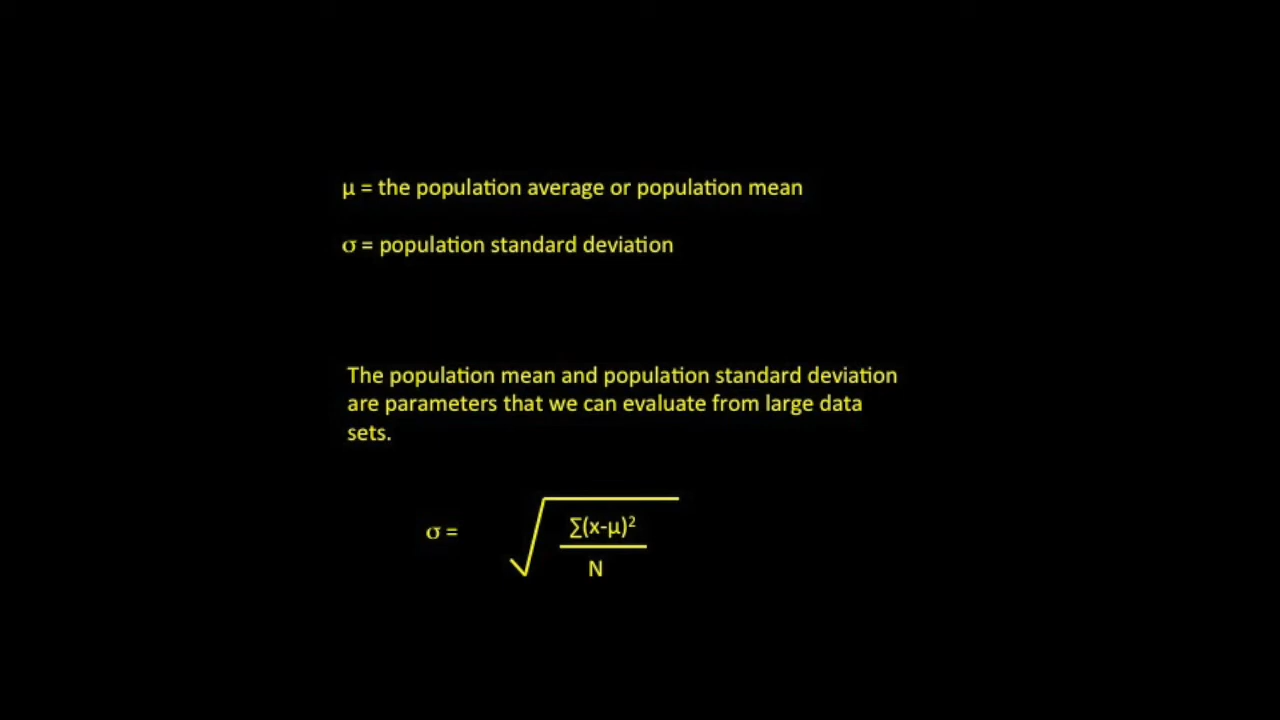 μ = the population average or population mean
σ = population standard deviation
The population mean and population standard deviation
are parameters that we can evaluate from large data
sets.
σ = √ ∑(x-μ)²
N